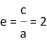 e = c/a = 2